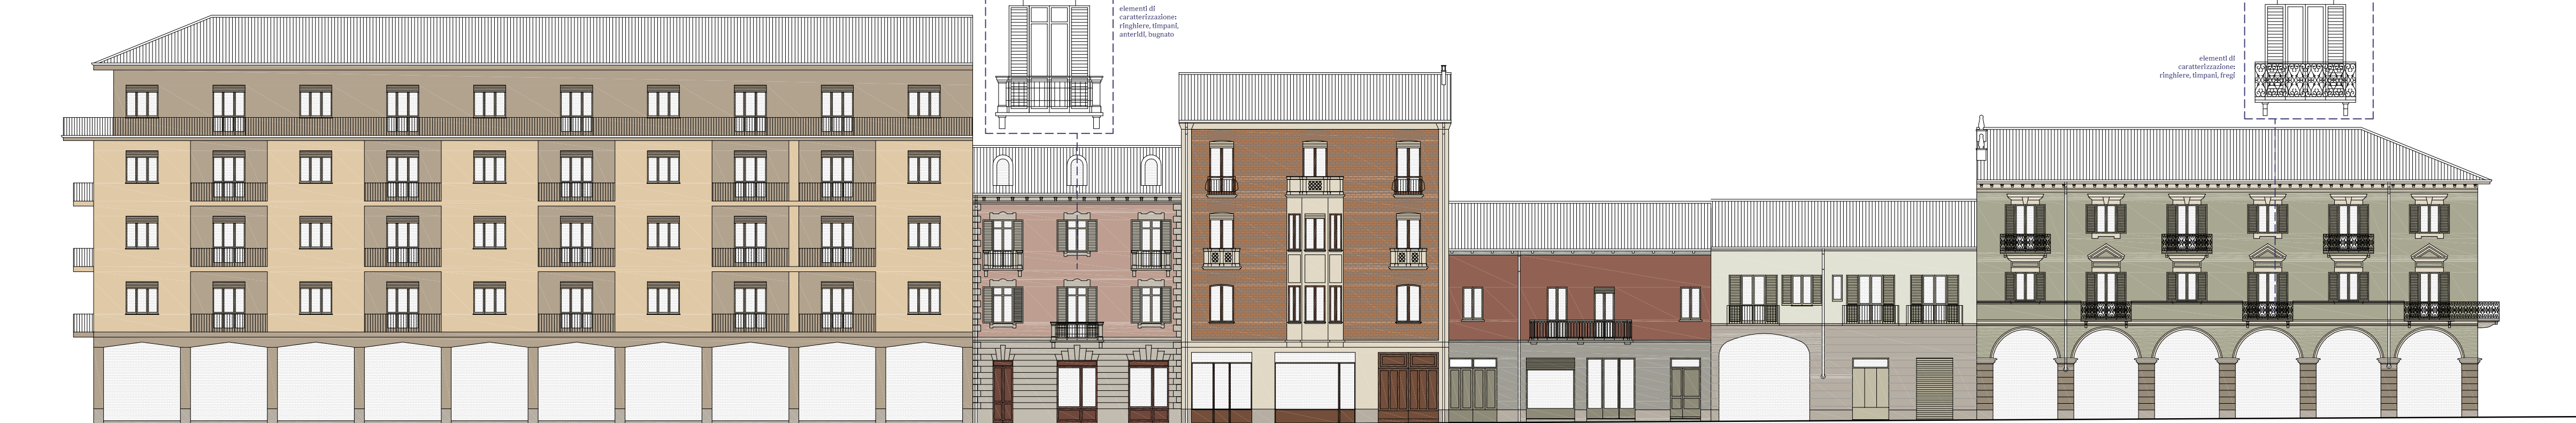 elementi di
caratterizzazione:
ringhiere, timpani,
anteridi, bugnato
elementi di
caratterizzazione:
ringhiere, timpani, fregi